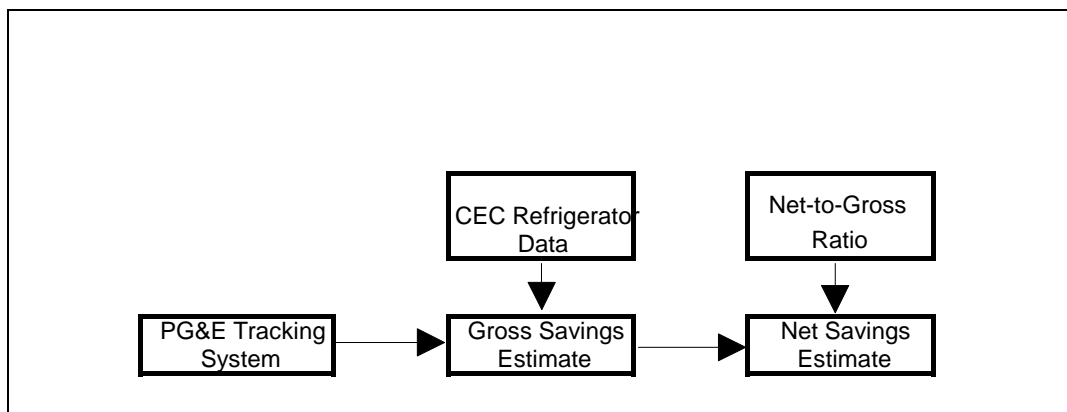 CEC Refrigerator
Data
Net-to-Gross
Ratio
PG&E Tracking
System
Gross Savings
Estimate
Net Savings
Estimate